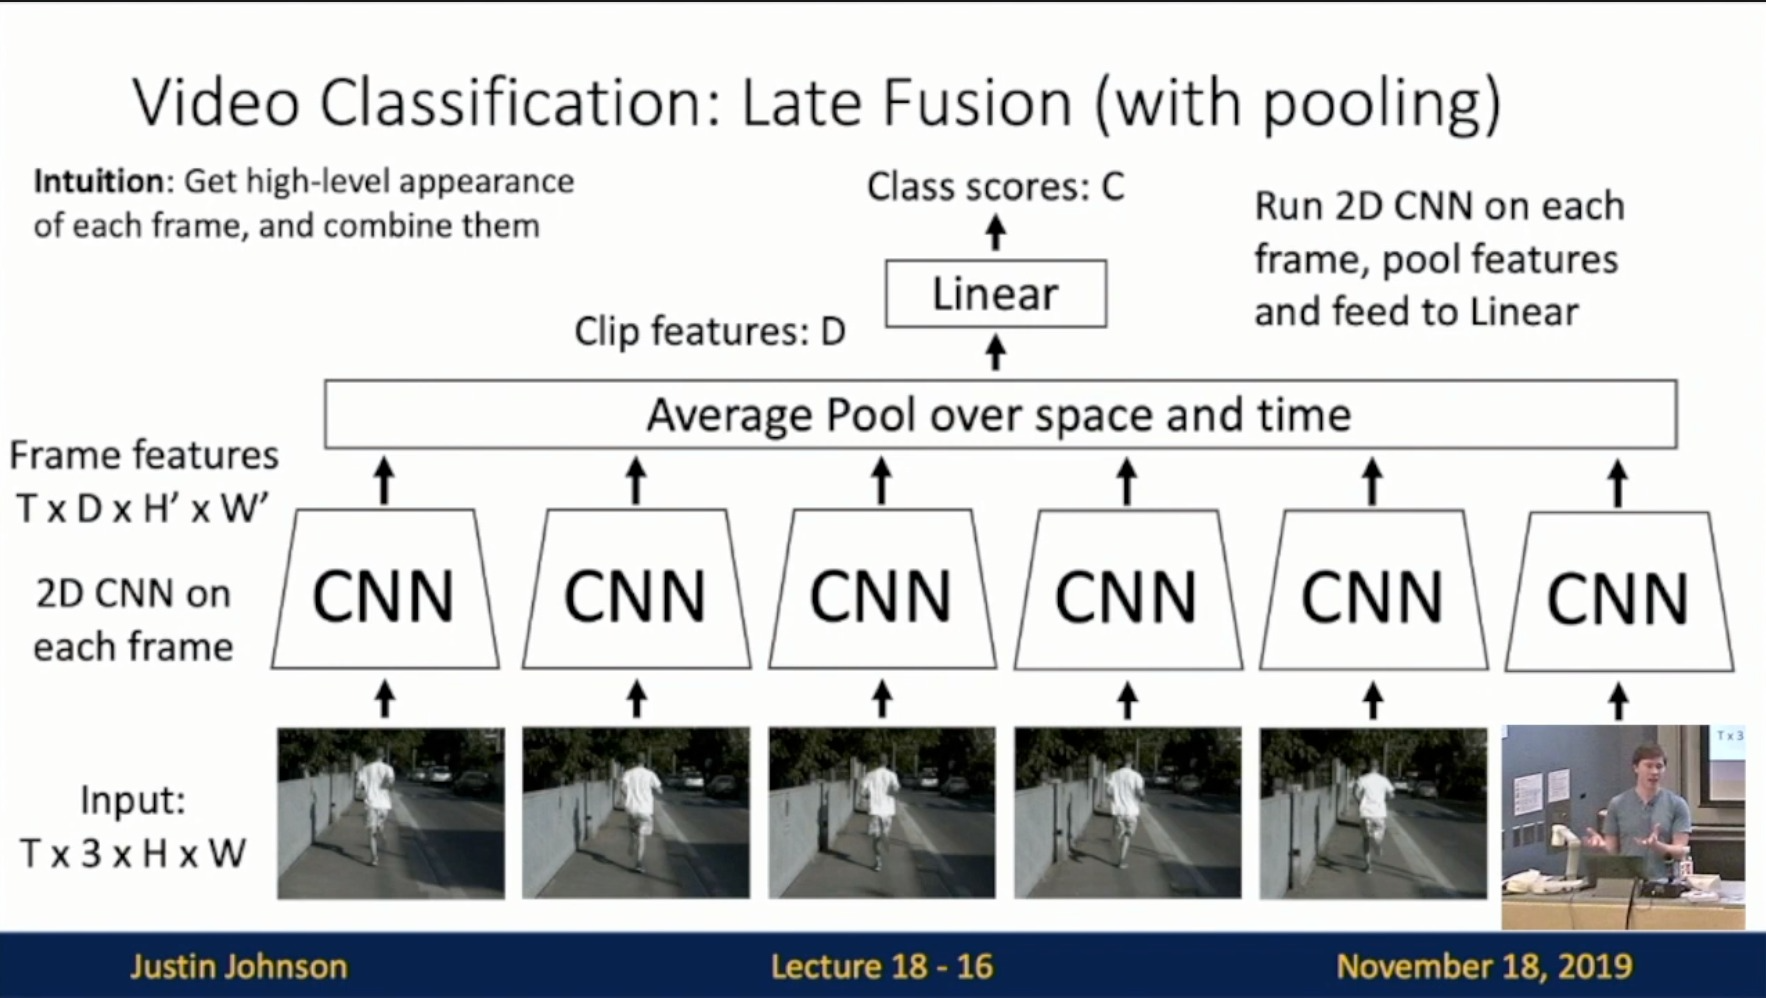 Video Classification: Late Fusion (with pooling)
Intuition: Get high-level appearance
of each frame, and combine them
Class scores: C
Run 2D CNN on each
frame, pool features
and feed to Linear
Linear
Clip features: D
Average Pool over space and time
Frame features
T x D x H’ x W’
CNN CNN CNN CNN CNN CNN
2D CNN on
each frame
Input:
T x 3 x H x W
T x 3
Justin Johnson
Lecture 18 - 16
November 18, 2019